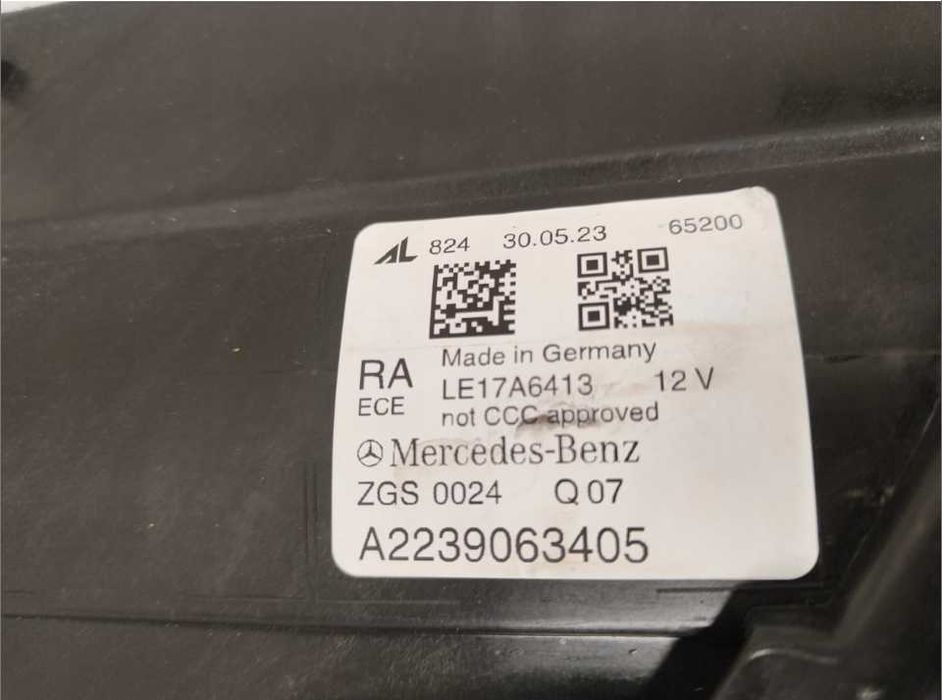 AL 824 30.05.23 65200
Made in Germany
RA LE17A6413 12 V
ECE not CCC approved
Mercedes-Benz
ZGS 0024 Q 07
A2239063405